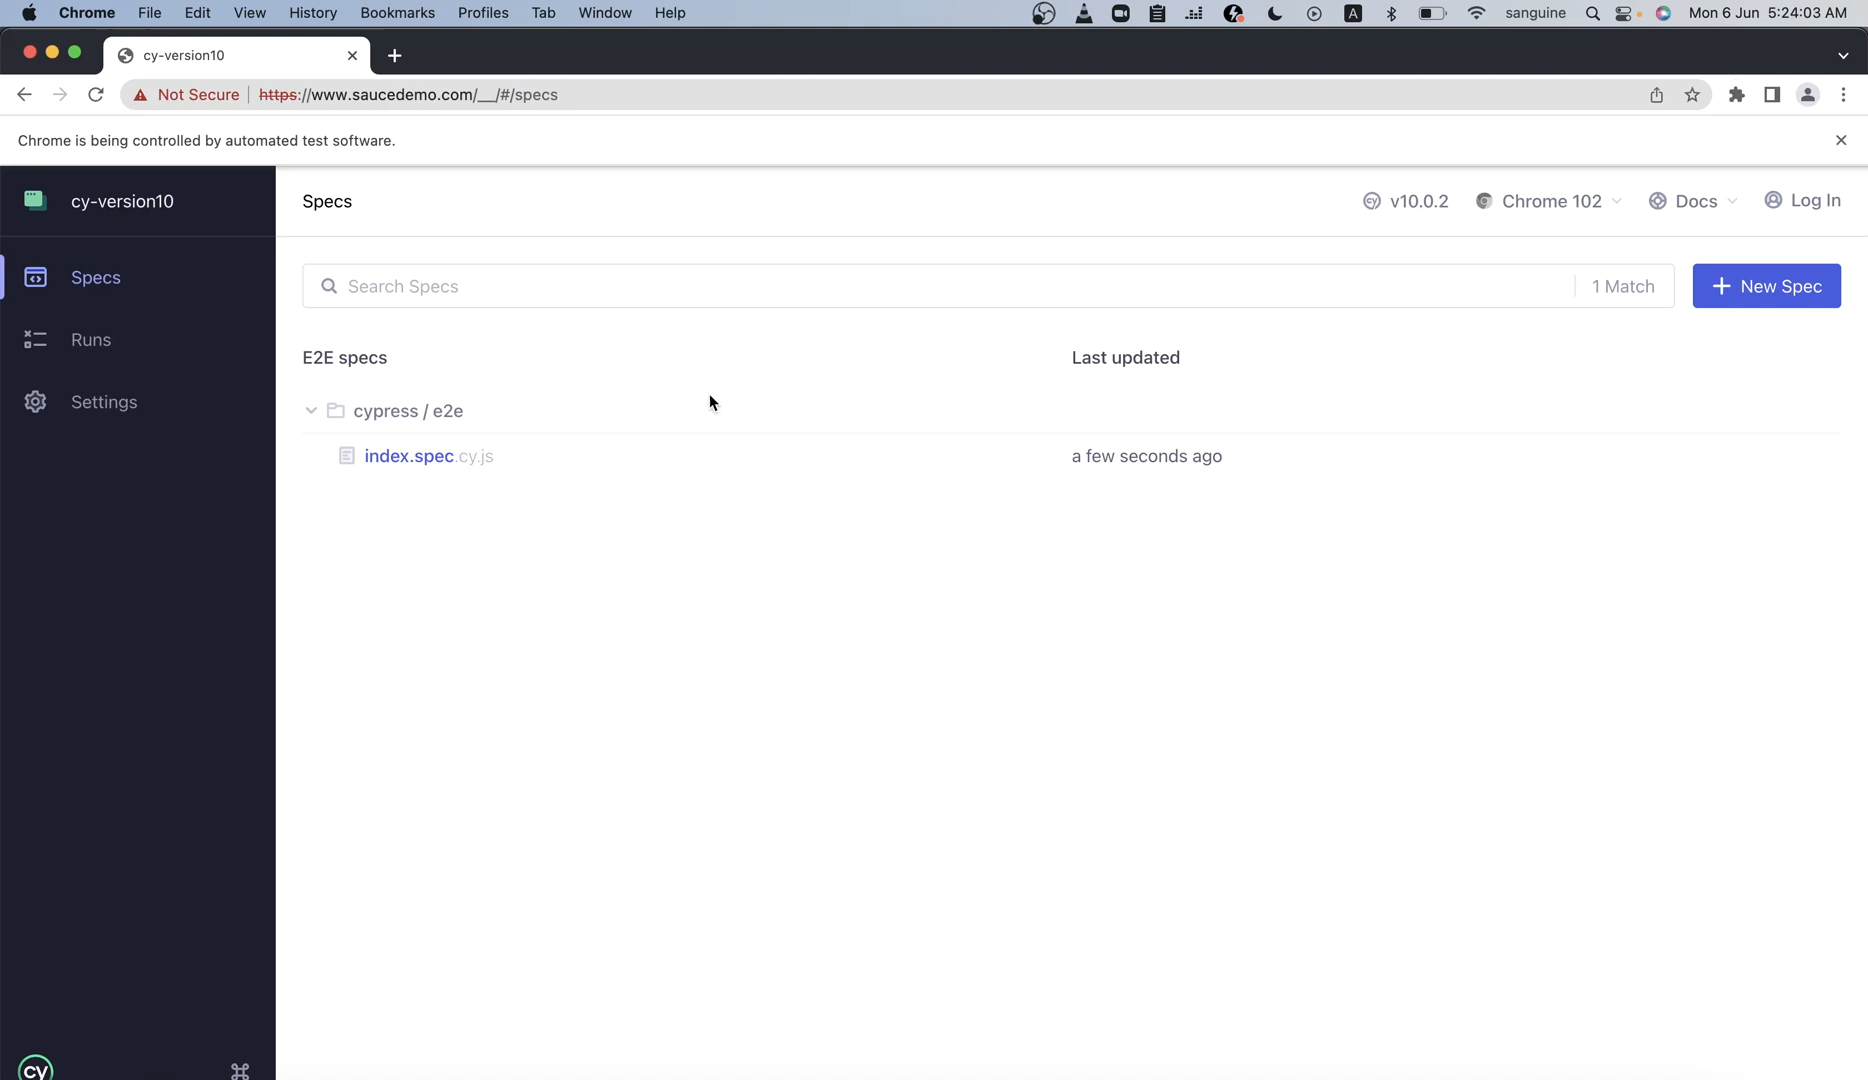 Chrome File Edit View History Bookmarks Profiles Tab Window Help A sanguine Mon 6 Jun 5:24:03 AM
cy-version10
Not Secure https://www.saucedemo.com/__/#/specs
Chrome is being controlled by automated test software.
cy-version10
Specs
Runs
Settings
cy
Specs
cy v10.0.2 Chrome 102 Docs Log In
Search Specs 1 Match New Spec
E2E specs Last updated
cypress / e2e
index.spec.cy.js a few seconds ago